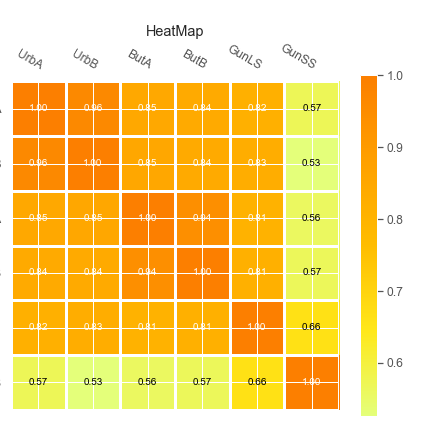 HeatMap
UrbA UrbB ButA ButB GunLS GunSS
1.00 0.96 0.85 0.84 0.82 0.57
0.96 1.00 0.85 0.84 0.83 0.53
0.85 0.85 1.00 0.94 0.81 0.56
0.84 0.84 0.94 1.00 0.81 0.57
0.82 0.83 0.81 0.81 1.00 0.66
0.57 0.53 0.56 0.57 0.66 1.00
1.0
0.9
0.8
0.7
0.6